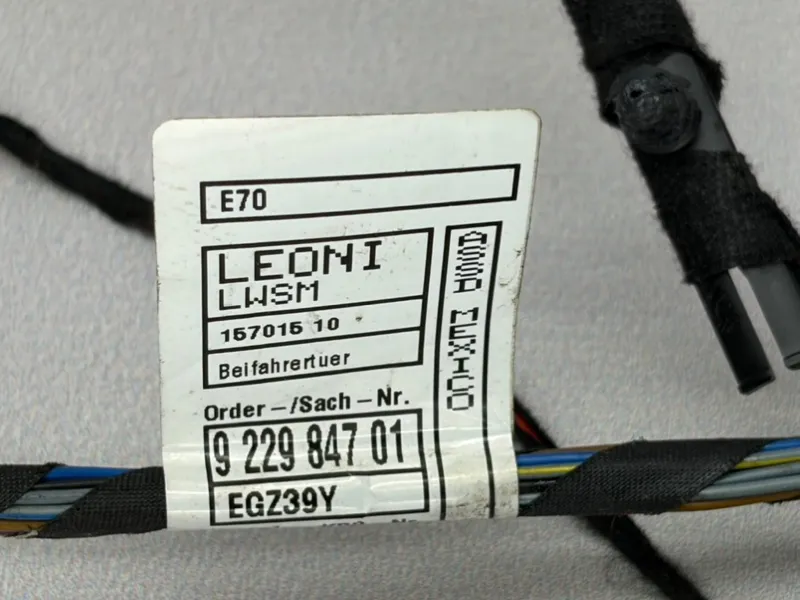 E70
LEONI
LWSM
157015 10
Beifahrertuer
ASSD MEXICO
Order-/Sach-Nr.
9 229 847 01
EGZ39Y